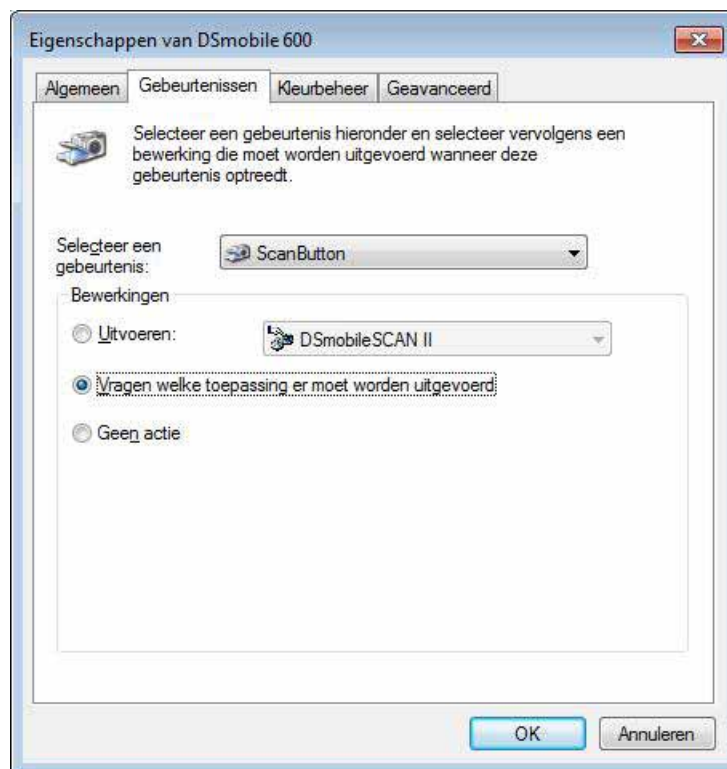 Eigenschappen van DSmobile 600
Algemeen Gebeurtenissen Kleurbeheer Geavanceerd
Selecteer een gebeurtenis hieronder en selecteer vervolgens een
bewerking die moet worden uitgevoerd wanneer deze
gebeurtenis optreedt.
Selecteer een
gebeurtenis:
ScanButton
Bewerkingen
Uitvoeren:
DSmobileSCAN II
Vragen welke toepassing er moet worden uitgevoerd
Geen actie
OK Annuleren